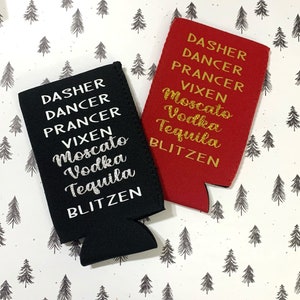 DASHER
DANCER
PRANCER
VIXEN
Moscato
Vodka
Tequila
BLITZEN
DASHER
DANCER
PRANCER
VIXEN
Moscato
Vodka
Tequila
BLITZEN